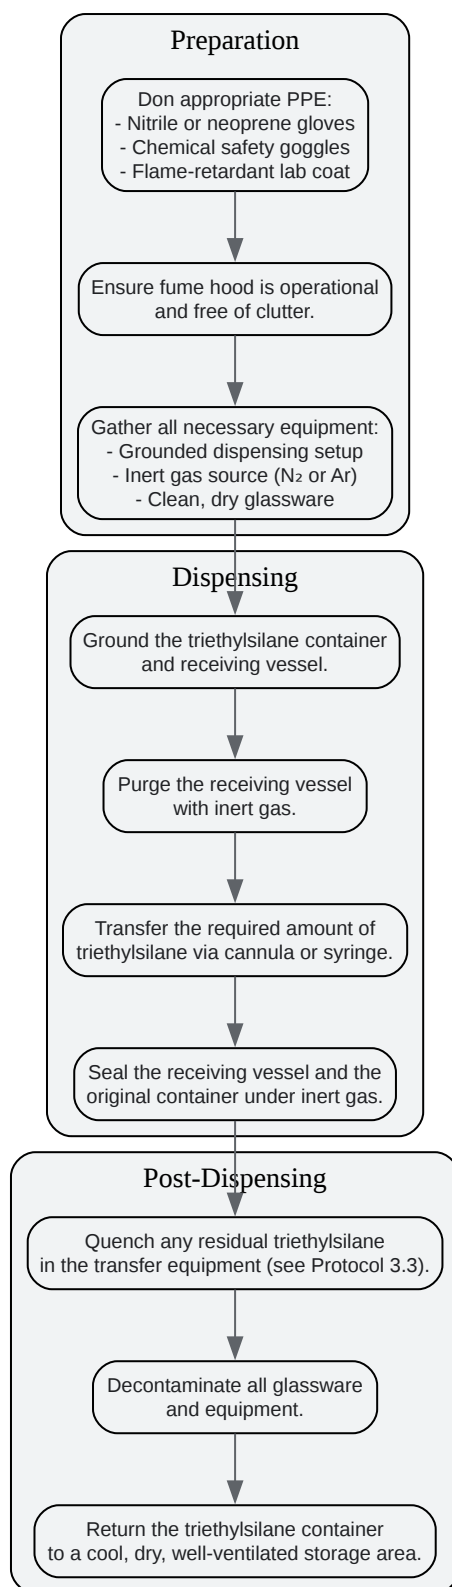 Preparation
Don appropriate PPE:
- Nitrile or neoprene gloves
- Chemical safety goggles
- Flame-retardant lab coat
Ensure fume hood is operational
and free of clutter.
Gather all necessary equipment:
- Grounded dispensing setup
- Inert gas source (N₂ or Ar)
- Clean, dry glassware
Dispensing
Ground the triethylsilane container
and receiving vessel.
Purge the receiving vessel
with inert gas.
Transfer the required amount of
triethylsilane via cannula or syringe.
Seal the receiving vessel and the
original container under inert gas.
Post-Dispensing
Quench any residual triethylsilane
in the transfer equipment (see Protocol 3.3).
Decontaminate all glassware
and equipment.
Return the triethylsilane container
to a cool, dry, well-ventilated storage area.